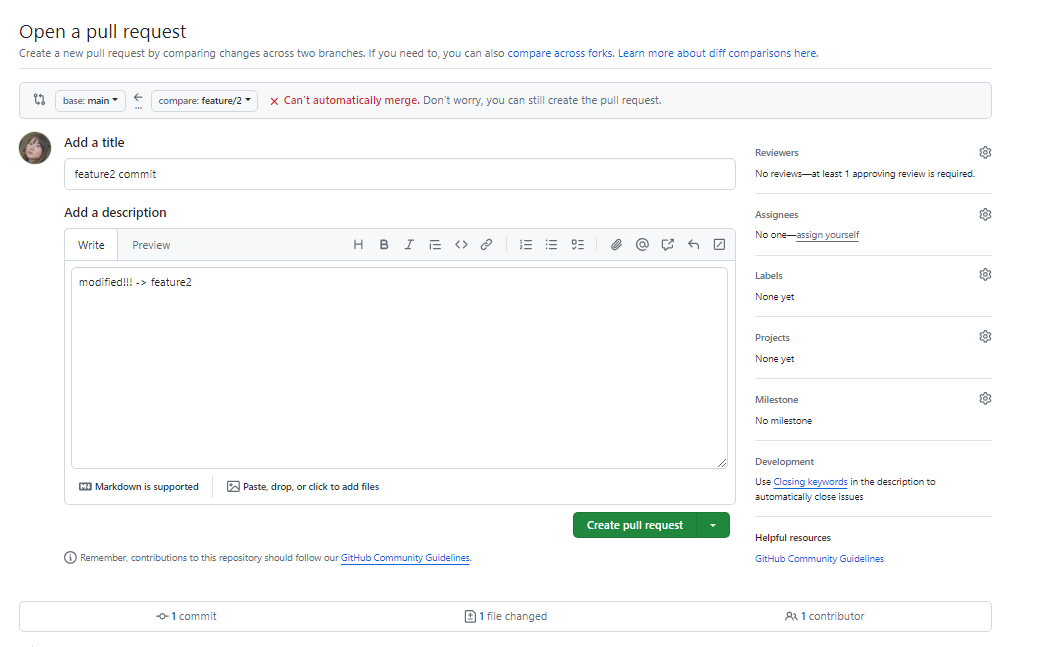 Open a pull request
Create a new pull request by comparing changes across two branches. If you need to, you can also compare across forks. Learn more about diff comparisons here.
base: main
compare: feature/2
Can't automatically merge. Don't worry, you can still create the pull request.
Add a title
feature2 commit
Add a description
Write
Preview
modified!!! -> feature2
Markdown is supported
Paste, drop, or click to add files
Create pull request
Remember, contributions to this repository should follow our GitHub Community Guidelines.
Reviewers
No reviews—at least 1 approving review is required.
Assignees
No one—assign yourself
Labels
None yet
Projects
None yet
Milestone
No milestone
Development
Use Closing keywords in the description to
automatically close issues
Helpful resources
GitHub Community Guidelines
1 commit
1 file changed
1 contributor